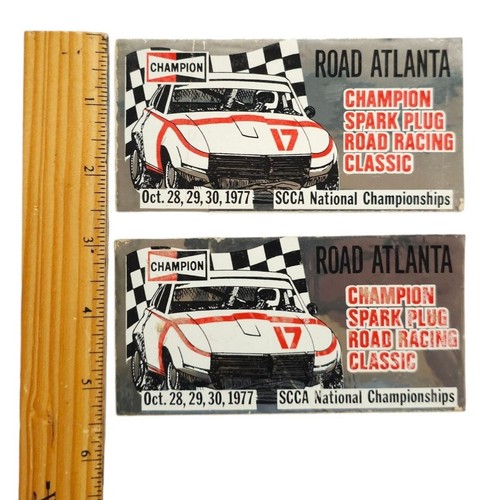 CHAMPION
ROAD ATLANTA
CHAMPION
SPARK PLUG
ROAD RACING
CLASSIC
17
Oct. 28, 29, 30, 1977
SCCA National Championships
CHAMPION
ROAD ATLANTA
CHAMPION
SPARK PLUG
ROAD RACING
CLASSIC
17
Oct. 28, 29, 30, 1977
SCCA National Championships
1
2
3
4
5
6